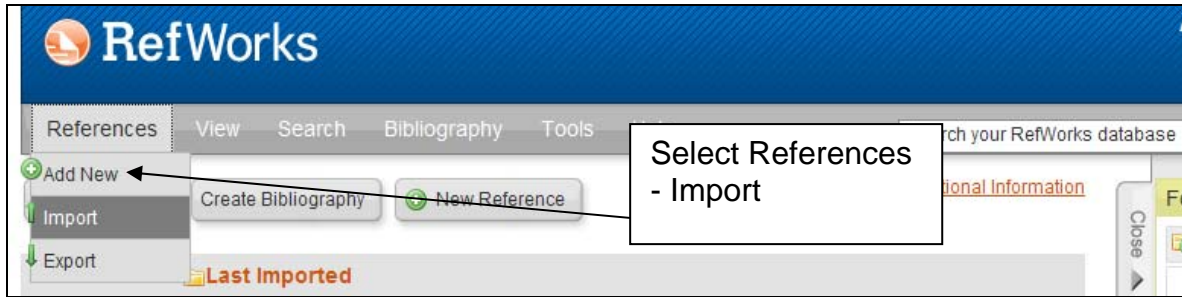 RefWorks
References View Search Bibliography Tools
rch your RefWorks database
Select References
- Import
Add New
Create Bibliography New Reference
tional Information
Import
Export
Last Imported
Close